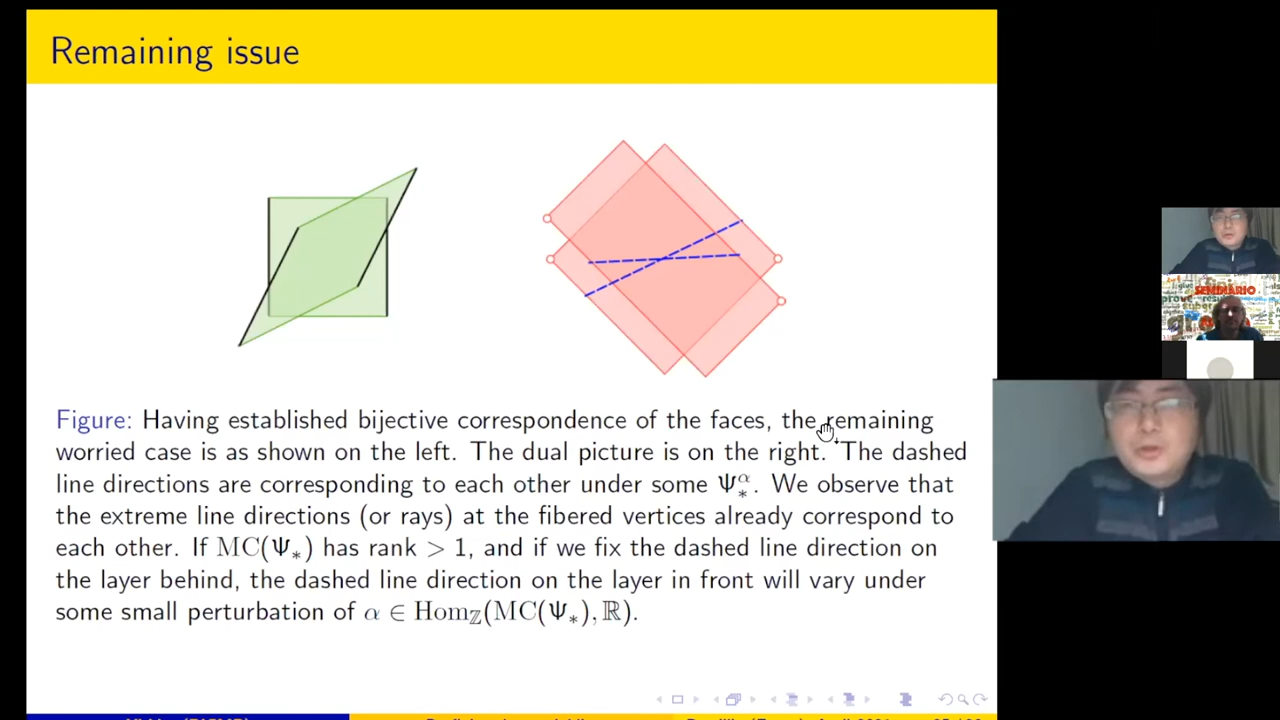 Remaining issue
Figure: Having established bijective correspondence of the faces, the remaining
worried case is as shown on the left. The dual picture is on the right. The dashed
line directions are corresponding to each other under some Ψ∗^α. We observe that
the extreme line directions (or rays) at the fibered vertices already correspond to
each other. If MC(Ψ∗) has rank > 1, and if we fix the dashed line direction on
the layer behind, the dashed line direction on the layer in front will vary under
some small perturbation of α ∈ Homℤ(MC(Ψ∗), ℝ).
SEMINARIO